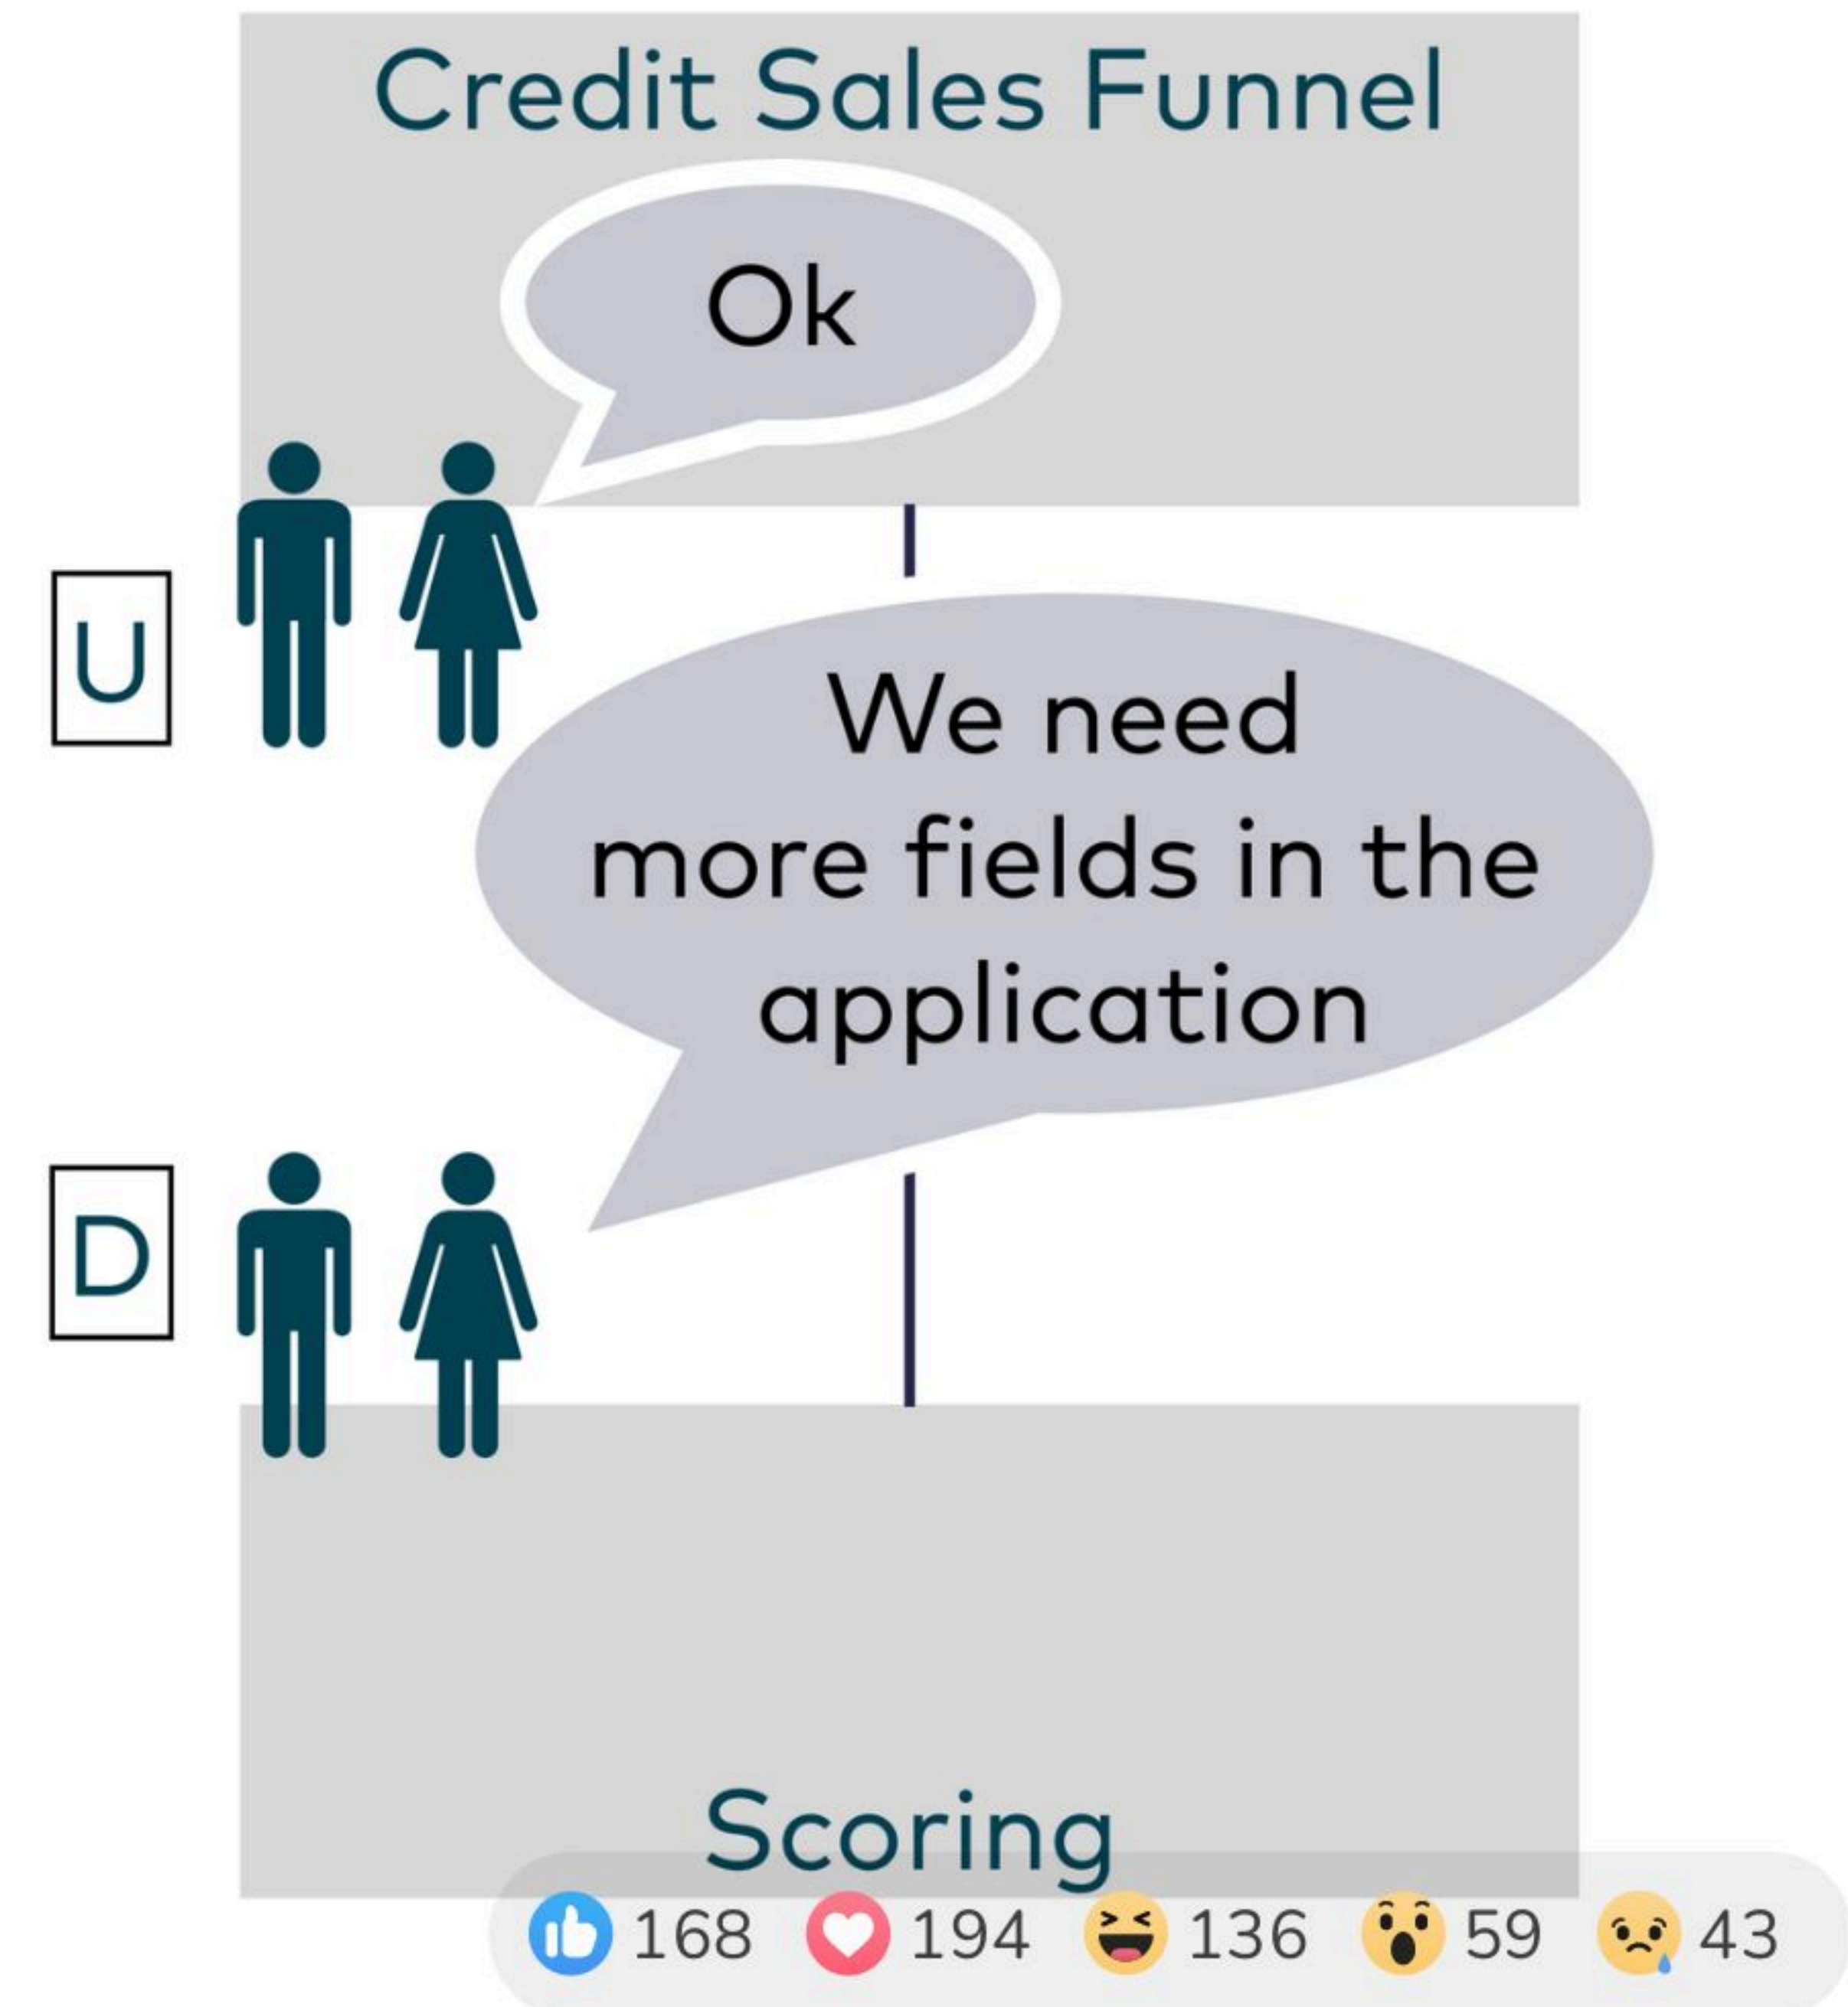 Credit Sales Funnel
Ok
U
We need
more fields in the
application
D
Scoring
168 194 136 59 43